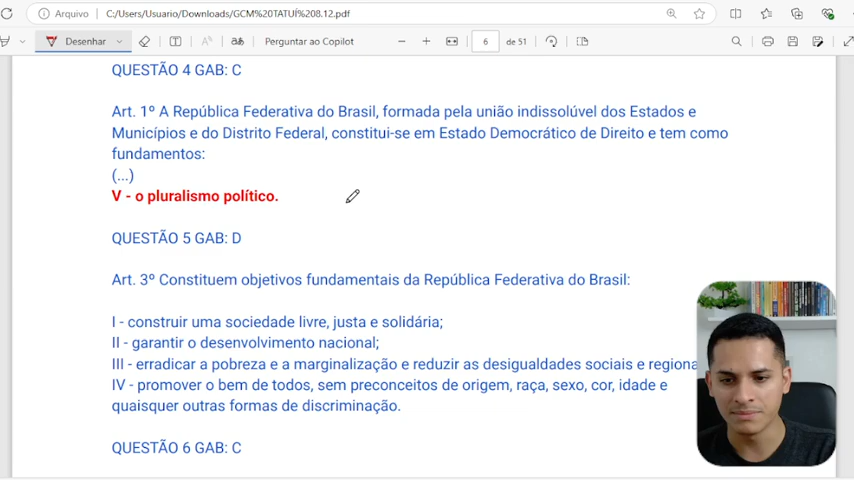 Arquivo C:/Users/Usuario/Downloads/GCM%20TATUÍ%208.12.pdf
Desenhar Perguntar ao Copilot 6 de 51
QUESTÃO 4 GAB: C
Art. 1º A República Federativa do Brasil, formada pela união indissolúvel dos Estados e
Municípios e do Distrito Federal, constitui-se em Estado Democrático de Direito e tem como
fundamentos:
(...)
V - o pluralismo político.
QUESTÃO 5 GAB: D
Art. 3º Constituem objetivos fundamentais da República Federativa do Brasil:
I - construir uma sociedade livre, justa e solidária;
II - garantir o desenvolvimento nacional;
III - erradicar a pobreza e a marginalização e reduzir as desigualdades sociais e regiona
IV - promover o bem de todos, sem preconceitos de origem, raça, sexo, cor, idade e
quaisquer outras formas de discriminação.
QUESTÃO 6 GAB: C